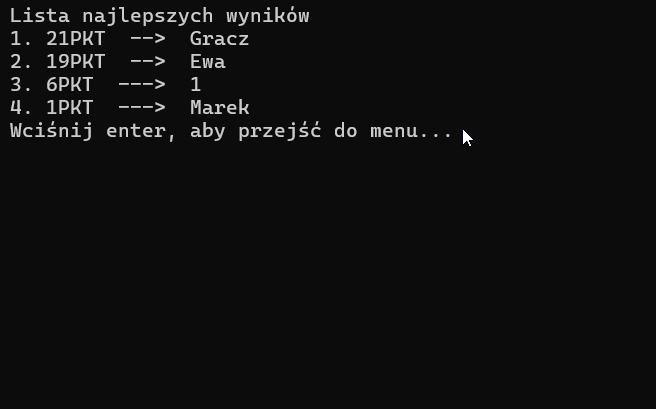 Lista najlepszych wyników
1. 21PKT  -->  Gracz
2. 19PKT  -->  Ewa
3. 6PKT  --->  1
4. 1PKT  --->  Marek
Wciśnij enter, aby przejść do menu...